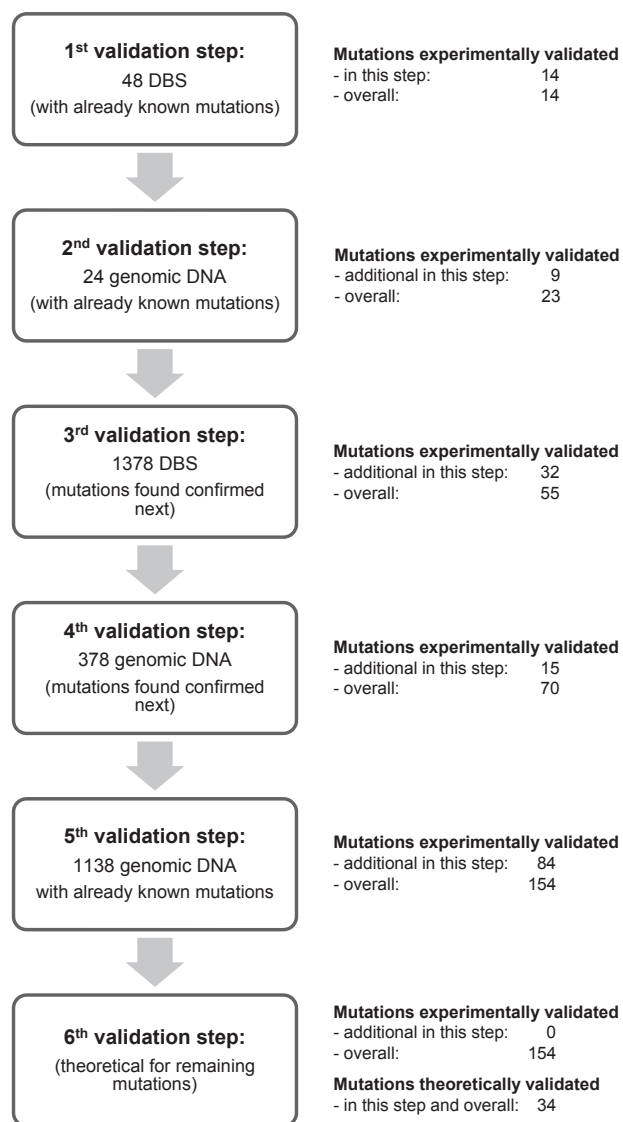 1st validation step:
48 DBS
(with already known mutations)
Mutations experimentally validated
- in this step: 14
- overall: 14
2nd validation step:
24 genomic DNA
(with already known mutations)
Mutations experimentally validated
- additional in this step: 9
- overall: 23
3rd validation step:
1378 DBS
(mutations found confirmed
next)
Mutations experimentally validated
- additional in this step: 32
- overall: 55
4th validation step:
378 genomic DNA
(mutations found confirmed
next)
Mutations experimentally validated
- additional in this step: 15
- overall: 70
5th validation step:
1138 genomic DNA
with already known mutations
Mutations experimentally validated
- additional in this step: 84
- overall: 154
6th validation step:
(theoretical for remaining
mutations)
Mutations experimentally validated
- additional in this step: 0
- overall: 154
Mutations theoretically validated
- in this step and overall: 34